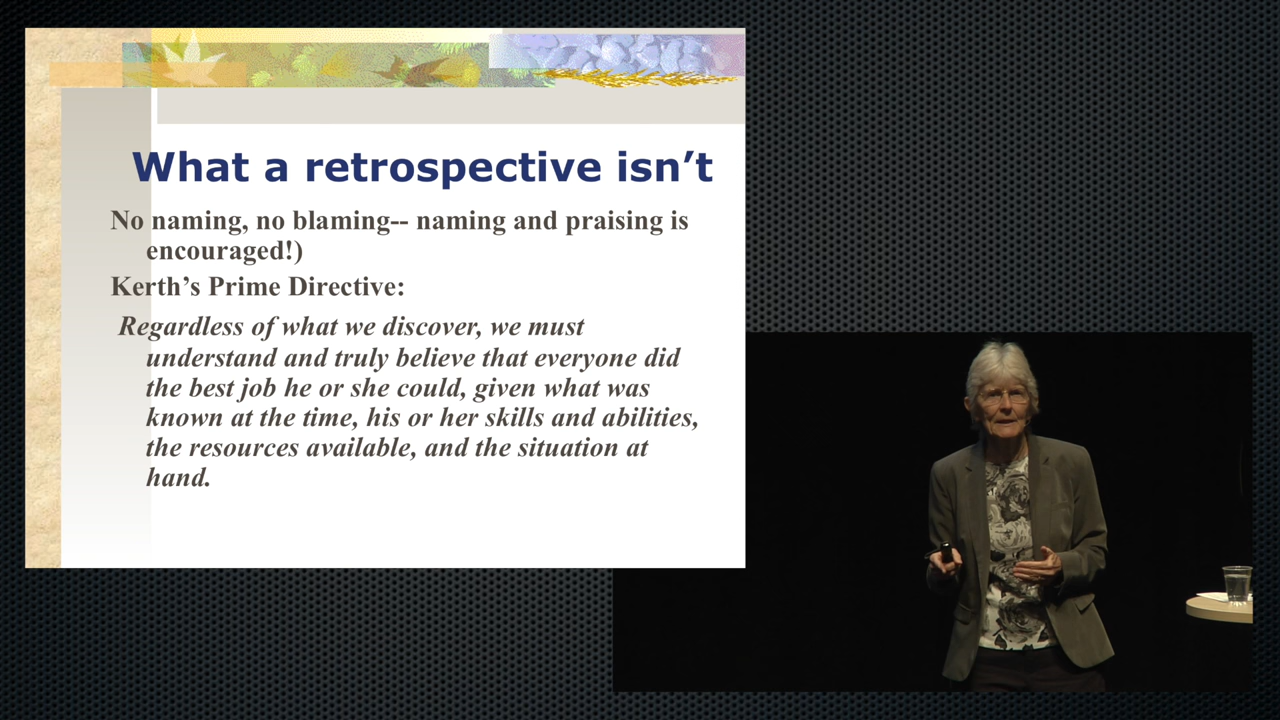 What a retrospective isn’t
No naming, no blaming-- naming and praising is
encouraged!)
Kerth’s Prime Directive:
Regardless of what we discover, we must
understand and truly believe that everyone did
the best job he or she could, given what was
known at the time, his or her skills and abilities,
the resources available, and the situation at
hand.